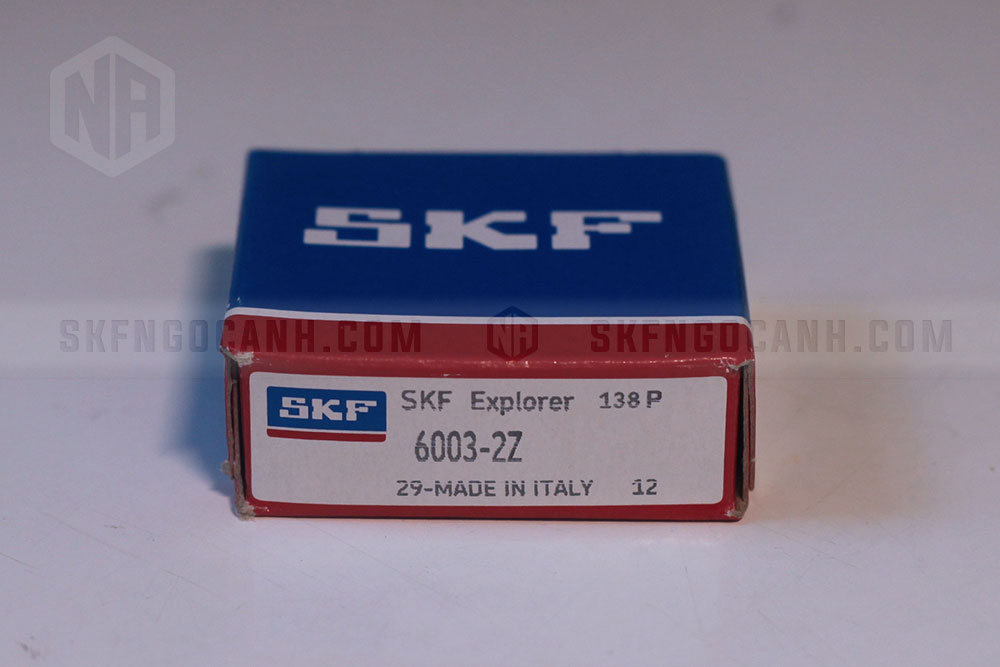 NA
SKF
SKFNGOCANH.COM NA SKFNGOCANH.COM
SKF SKF Explorer 138 P
6003-2Z
29-MADE IN ITALY 12